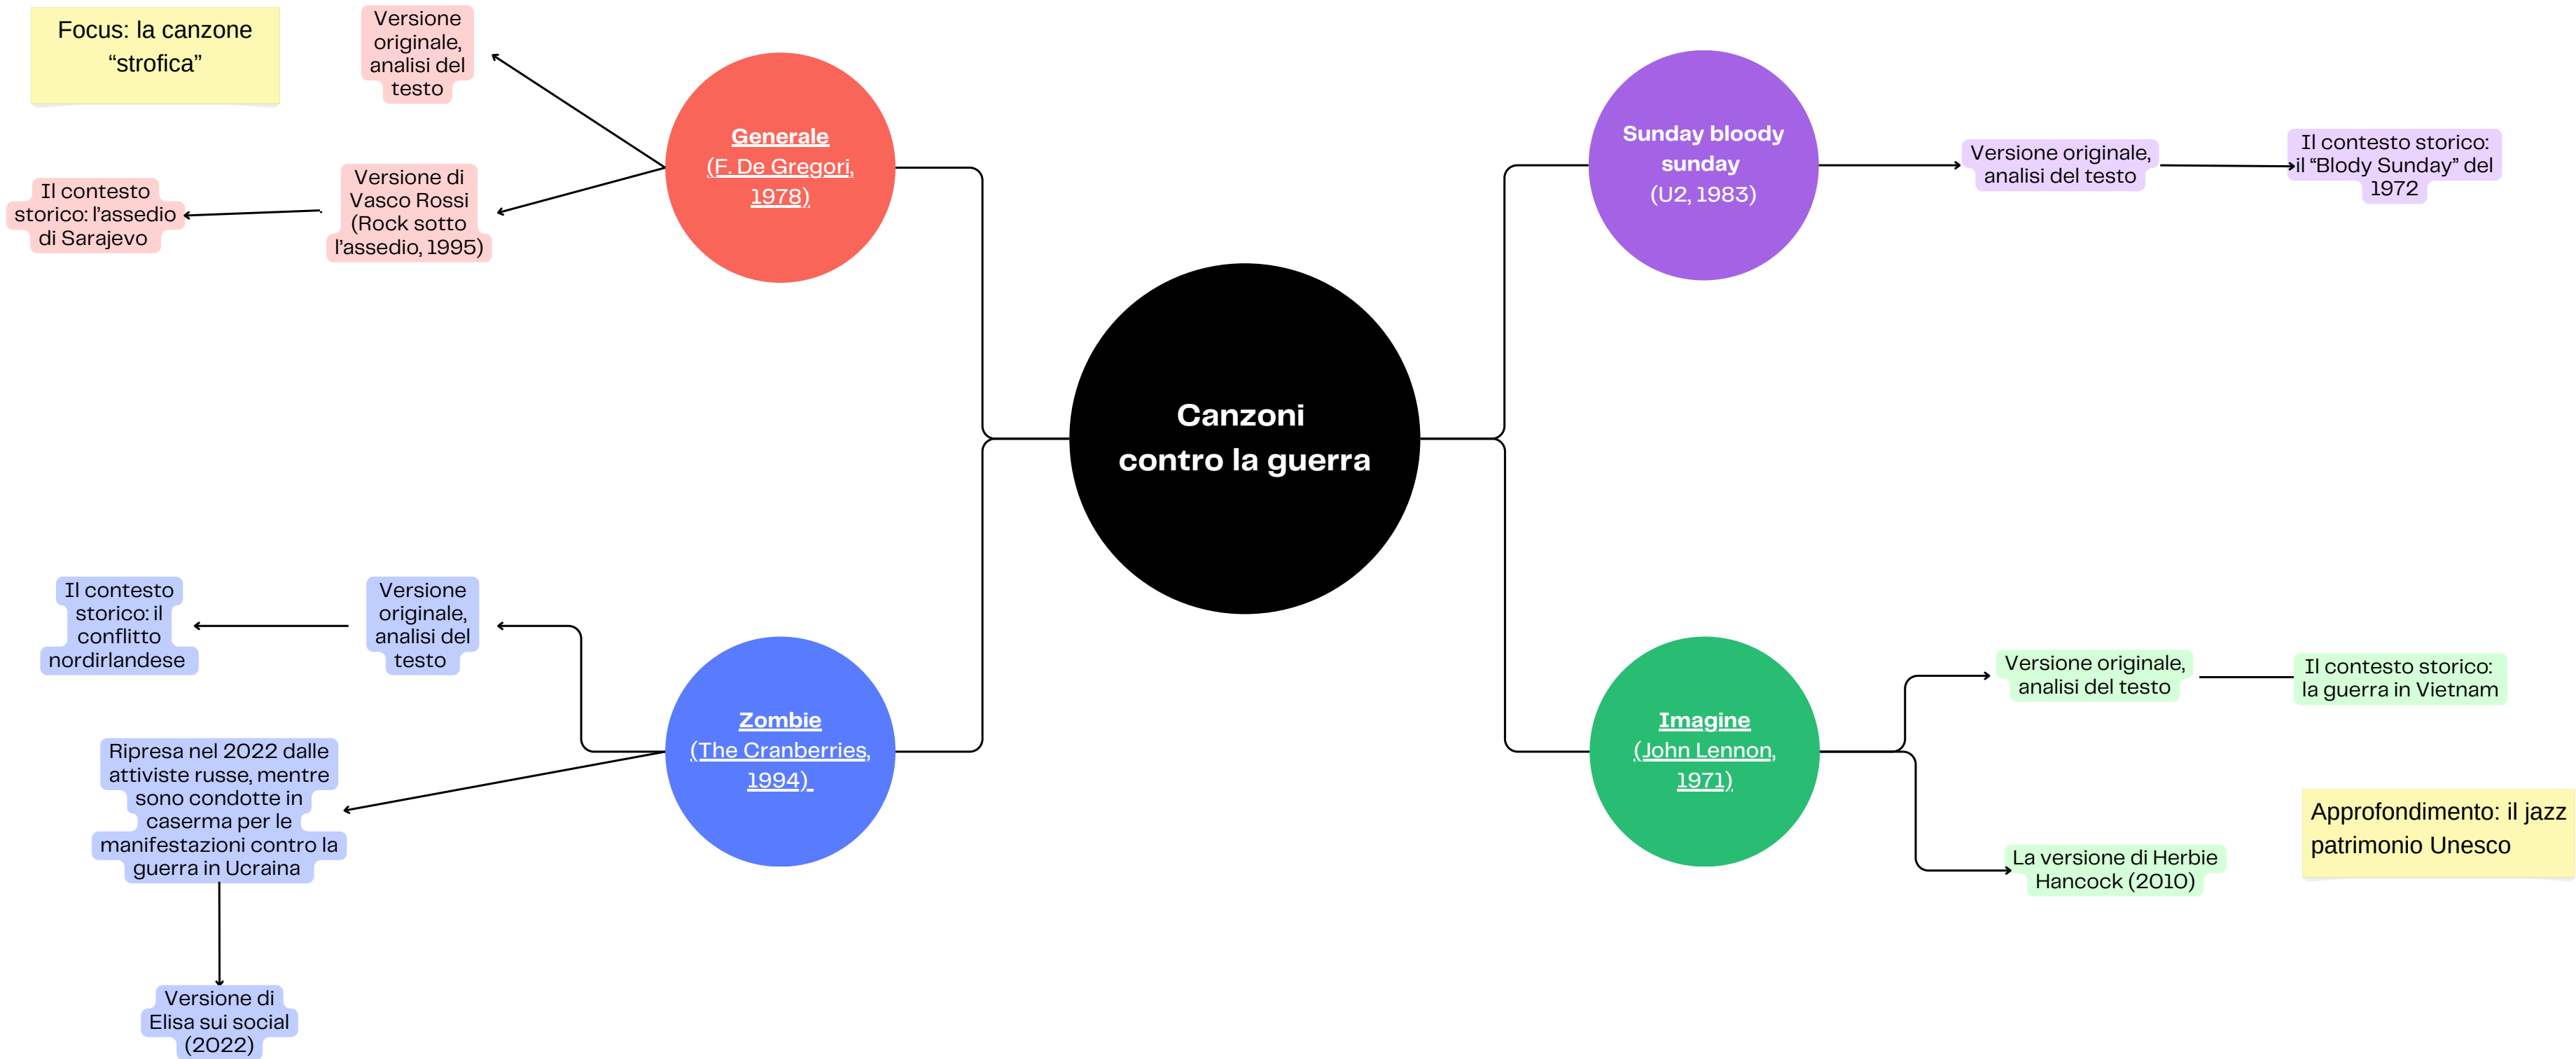 Focus: la canzone
“strofica”
Versione
originale,
analisi del
testo
Generale
(F. De Gregori,
1978)
Versione di
Vasco Rossi
(Rock sotto
l’assedio, 1995)
Il contesto
storico: l’assedio
di Sarajevo
Sunday bloody
sunday
(U2, 1983)
Versione originale,
analisi del testo
Il contesto storico:
il “Blody Sunday” del
1972
Canzoni
contro la guerra
Il contesto
storico: il
conflitto
nordirlandese
Versione
originale,
analisi del
testo
Zombie
(The Cranberries,
1994)
Ripresa nel 2022 dalle
attiviste russe, mentre
sono condotte in
caserma per le
manifestazioni contro la
guerra in Ucraina
Versione di
Elisa sui social
(2022)
Imagine
(John Lennon,
1971)
Versione originale,
analisi del testo
Il contesto storico:
la guerra in Vietnam
La versione di Herbie
Hancock (2010)
Approfondimento: il jazz
patrimonio Unesco